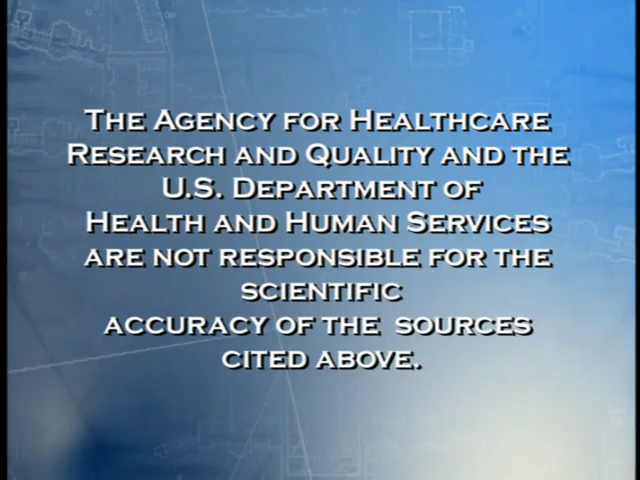 The Agency for Healthcare
Research and Quality and the
U.S. Department of
Health and Human Services
are not responsible for the
scientific
accuracy of the sources
cited above.